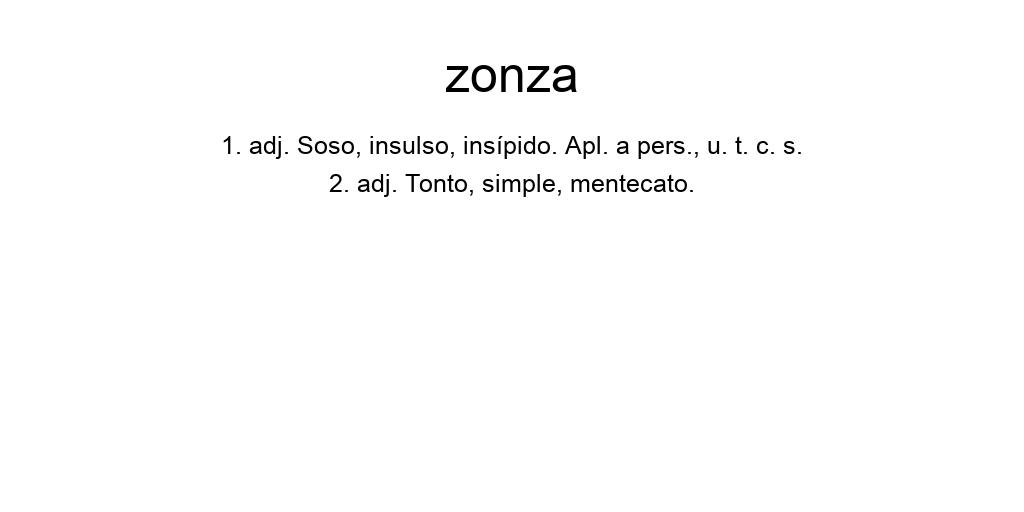 zonza
1. adj. Soso, insulso, insípido. Apl. a pers., u. t. c. s.
2. adj. Tonto, simple, mentecato.